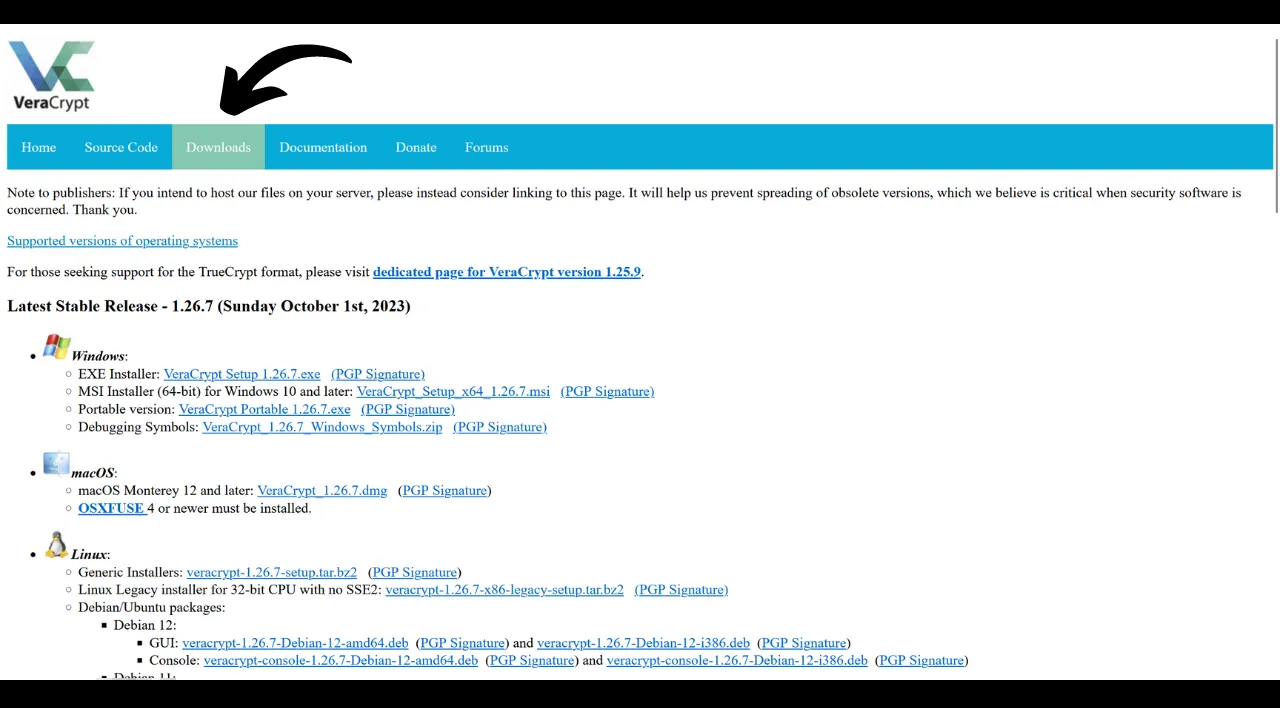 VeraCrypt
Home Source Code Downloads Documentation Donate Forums
Note to publishers: If you intend to host our files on your server, please instead consider linking to this page. It will help us prevent spreading of obsolete versions, which we believe is critical when security software is
concerned. Thank you.
Supported versions of operating systems
For those seeking support for the TrueCrypt format, please visit dedicated page for VeraCrypt version 1.25.9.
Latest Stable Release - 1.26.7 (Sunday October 1st, 2023)
Windows:
EXE Installer: VeraCrypt Setup 1.26.7.exe (PGP Signature)
MSI Installer (64-bit) for Windows 10 and later: VeraCrypt_Setup_x64_1.26.7.msi (PGP Signature)
Portable version: VeraCrypt Portable 1.26.7.exe (PGP Signature)
Debugging Symbols: VeraCrypt_1.26.7_Windows_Symbols.zip (PGP Signature)
macOS:
macOS Monterey 12 and later: VeraCrypt_1.26.7.dmg (PGP Signature)
OSXFUSE 4 or newer must be installed.
Linux:
Generic Installers: veracrypt-1.26.7-setup.tar.bz2 (PGP Signature)
Linux Legacy installer for 32-bit CPU with no SSE2: veracrypt-1.26.7-x86-legacy-setup.tar.bz2 (PGP Signature)
Debian/Ubuntu packages:
Debian 12:
GUI: veracrypt-1.26.7-Debian-12-amd64.deb (PGP Signature) and veracrypt-1.26.7-Debian-12-i386.deb (PGP Signature)
Console: veracrypt-console-1.26.7-Debian-12-amd64.deb (PGP Signature) and veracrypt-console-1.26.7-Debian-12-i386.deb (PGP Signature)
Debian 11: